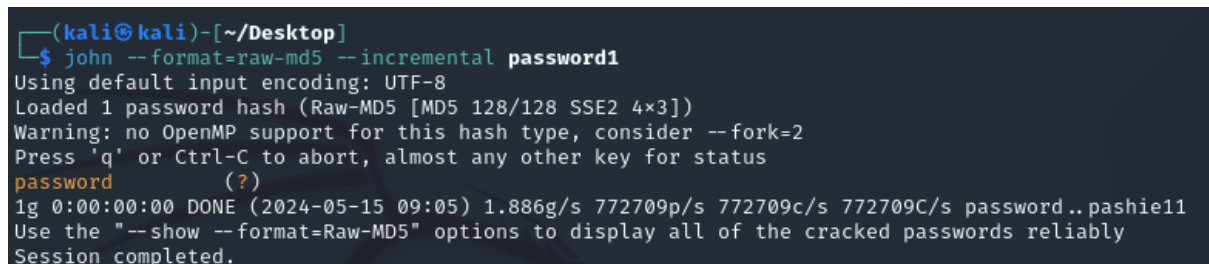 ┌──(kali㉿kali)-[~/Desktop]
└─$ john --format=raw-md5 --incremental password1
Using default input encoding: UTF-8
Loaded 1 password hash (Raw-MD5 [MD5 128/128 SSE2 4×3])
Warning: no OpenMP support for this hash type, consider --fork=2
Press 'q' or Ctrl-C to abort, almost any other key for status
password         (?)
1g 0:00:00:00 DONE (2024-05-15 09:05) 1.886g/s 772709p/s 772709c/s 772709C/s password..pashie11
Use the "--show --format=Raw-MD5" options to display all of the cracked passwords reliably
Session completed.